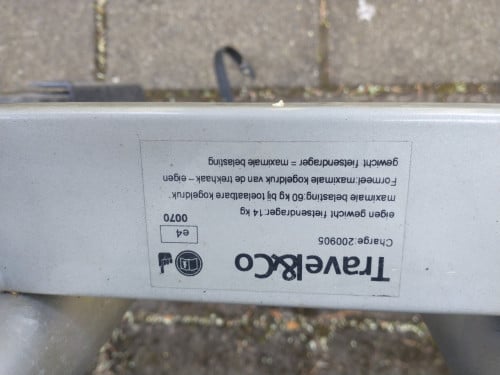 Travel&Co
Charge:200905
e4
0070
eigen gewicht fietsendrager:14 kg
maximale belasting:60 kg bij toelaatbare kogeldruk.
Formeel:maximale kogeldruk van de trekhaak – eigen
gewicht fietsendrager = maximale belasting